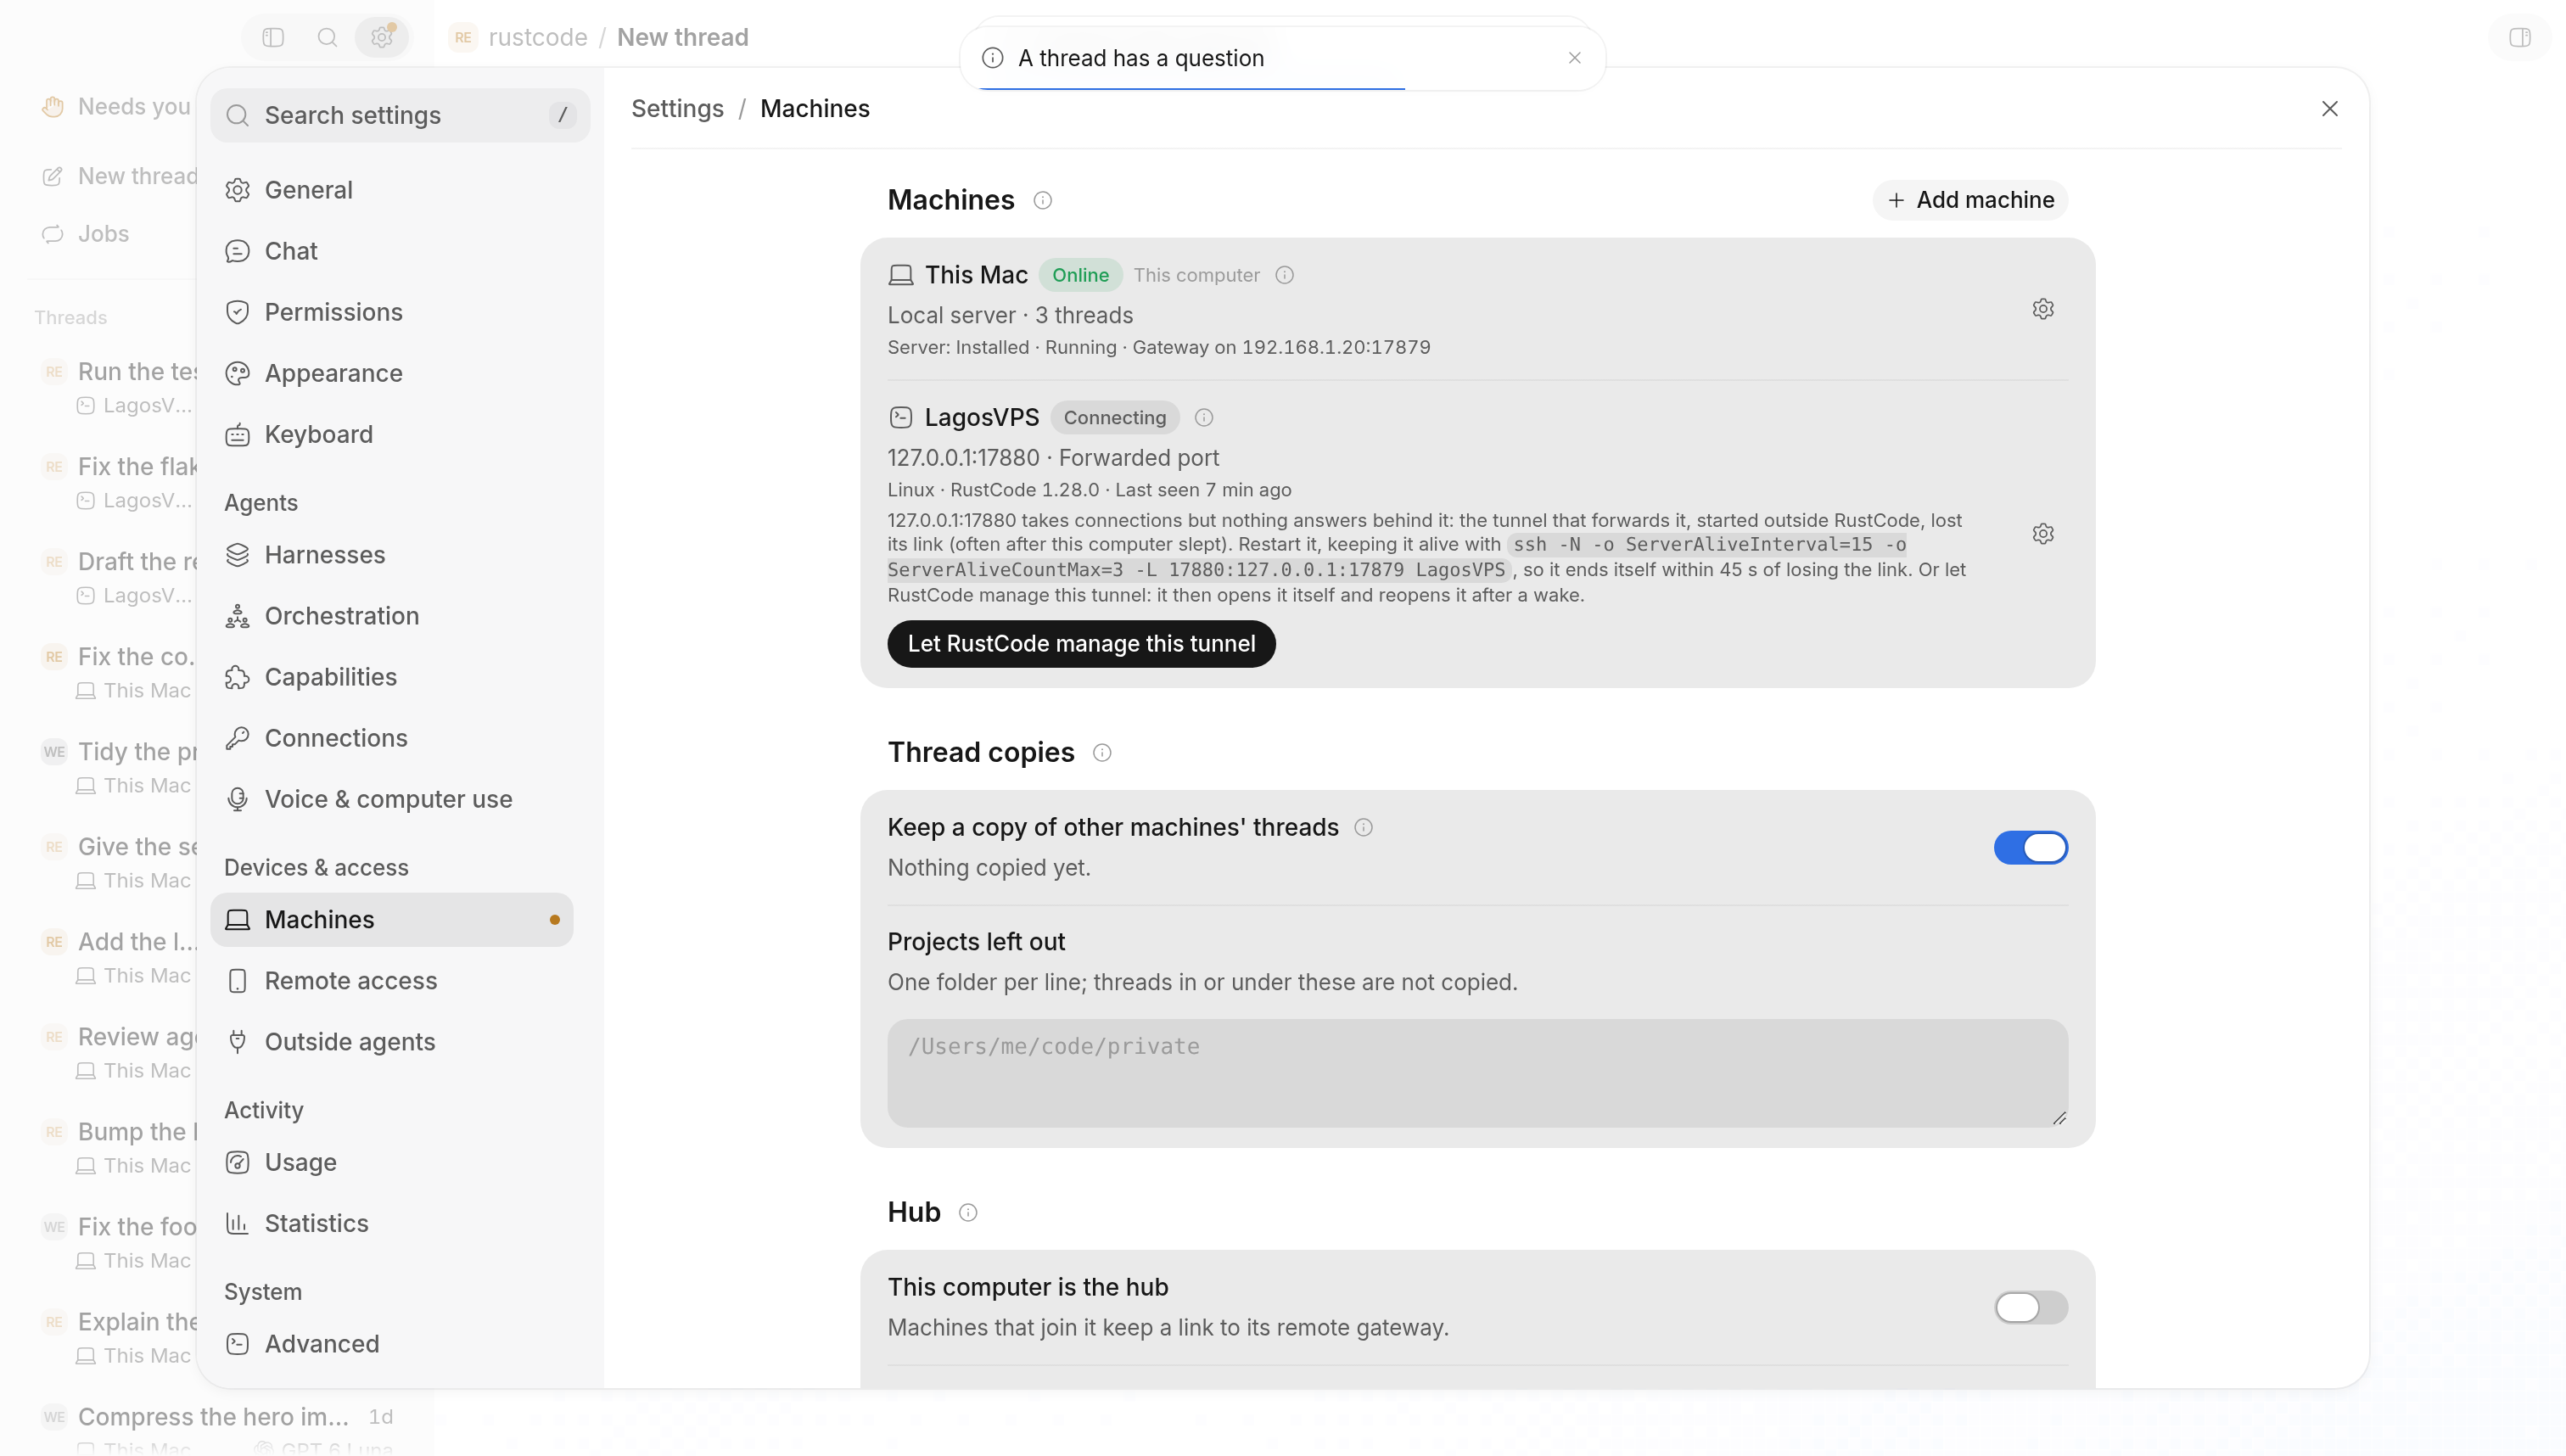 RE rustcode / New thread
A thread has a question
Needs you
New thread
Jobs
Threads
RE Run the tes
LagosV...
RE Fix the flak
LagosV...
RE Draft the re
LagosV...
RE Fix the co.
This Mac
WE Tidy the pr
This Mac
RE Give the se
This Mac
RE Add the l...
This Mac
RE Review ag
This Mac
RE Bump the
This Mac
WE Fix the foo
This Mac
RE Explain the
This Mac
WE Compress the hero im... 1d
This Mac GPT 6 Luna
Search settings /
General
Chat
Permissions
Appearance
Keyboard
Agents
Harnesses
Orchestration
Capabilities
Connections
Voice & computer use
Devices & access
Machines
Remote access
Outside agents
Activity
Usage
Statistics
System
Advanced
Settings / Machines
Machines
+ Add machine
This Mac Online This computer
Local server · 3 threads
Server: Installed · Running · Gateway on 192.168.1.20:17879
LagosVPS Connecting
127.0.0.1:17880 · Forwarded port
Linux · RustCode 1.28.0 · Last seen 7 min ago
127.0.0.1:17880 takes connections but nothing answers behind it: the tunnel that forwards it, started outside RustCode, lost
its link (often after this computer slept). Restart it, keeping it alive with ssh -N -o ServerAliveInterval=15 -o
ServerAliveCountMax=3 -L 17880:127.0.0.1:17879 LagosVPS, so it ends itself within 45 s of losing the link. Or let
RustCode manage this tunnel: it then opens it itself and reopens it after a wake.
Let RustCode manage this tunnel
Thread copies
Keep a copy of other machines' threads
Nothing copied yet.
Projects left out
One folder per line; threads in or under these are not copied.
/Users/me/code/private
Hub
This computer is the hub
Machines that join it keep a link to its remote gateway.